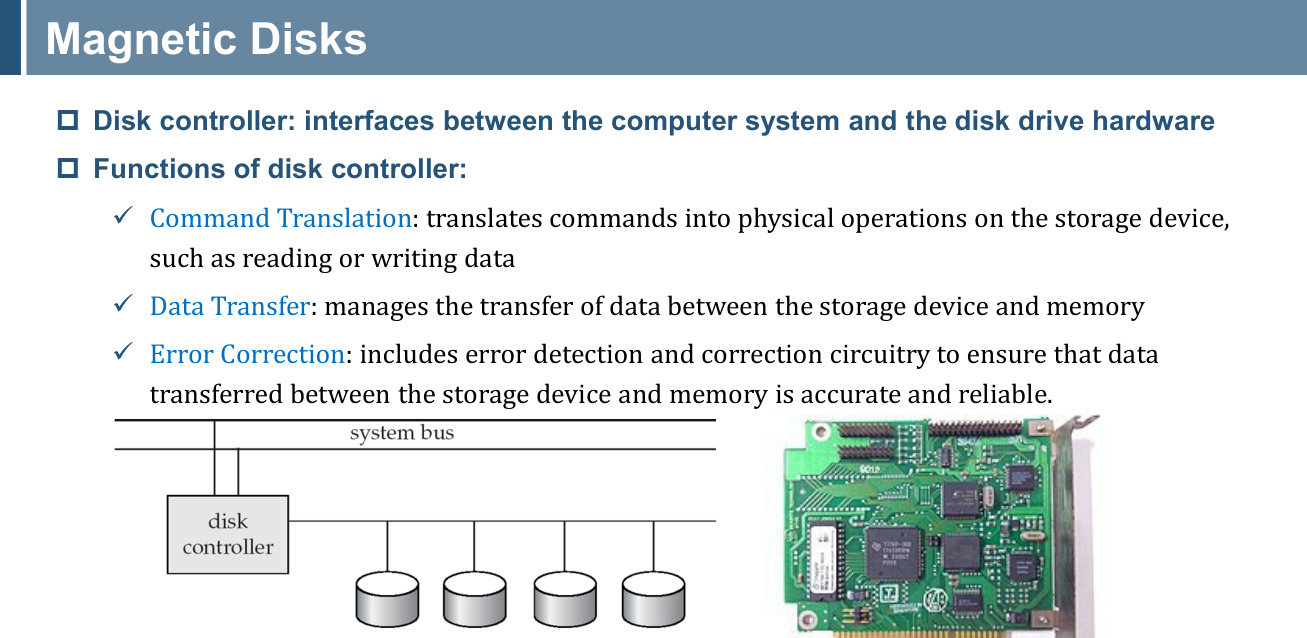 Magnetic Disks
Disk controller: interfaces between the computer system and the disk drive hardware
Functions of disk controller:
Command Translation: translates commands into physical operations on the storage device,
such as reading or writing data
Data Transfer: manages the transfer of data between the storage device and memory
Error Correction: includes error detection and correction circuitry to ensure that data
transferred between the storage device and memory is accurate and reliable.
system bus
disk
controller